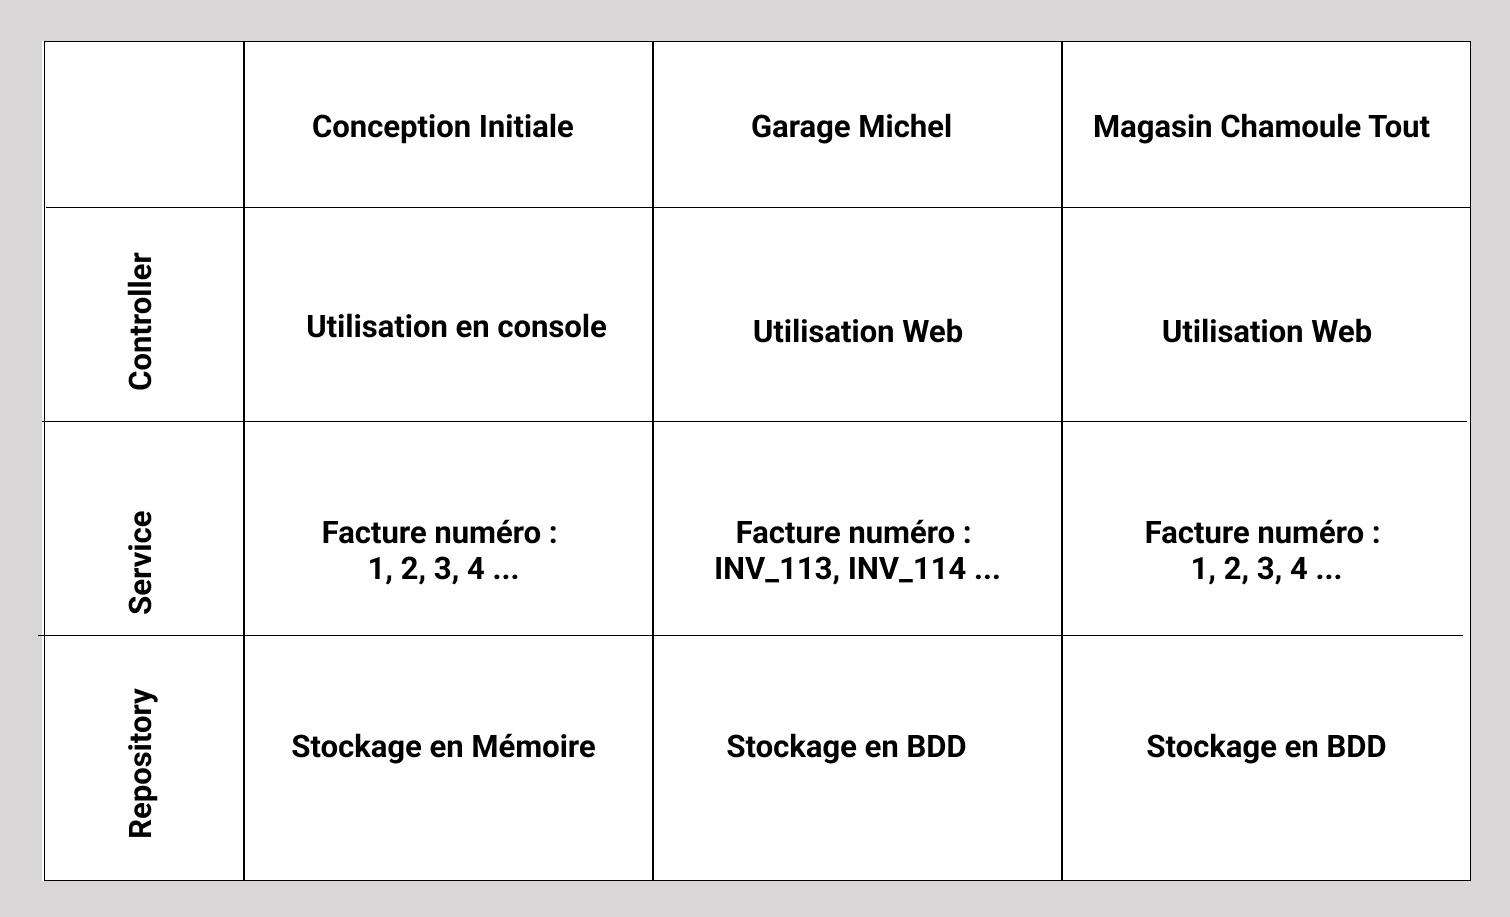 Conception Initiale
Garage Michel
Magasin Chamoule Tout
Controller
Utilisation en console
Utilisation Web
Utilisation Web
Service
Facture numéro :
1, 2, 3, 4 ...
Facture numéro :
INV_113, INV_114 ...
Facture numéro :
1, 2, 3, 4 ...
Repository
Stockage en Mémoire
Stockage en BDD
Stockage en BDD